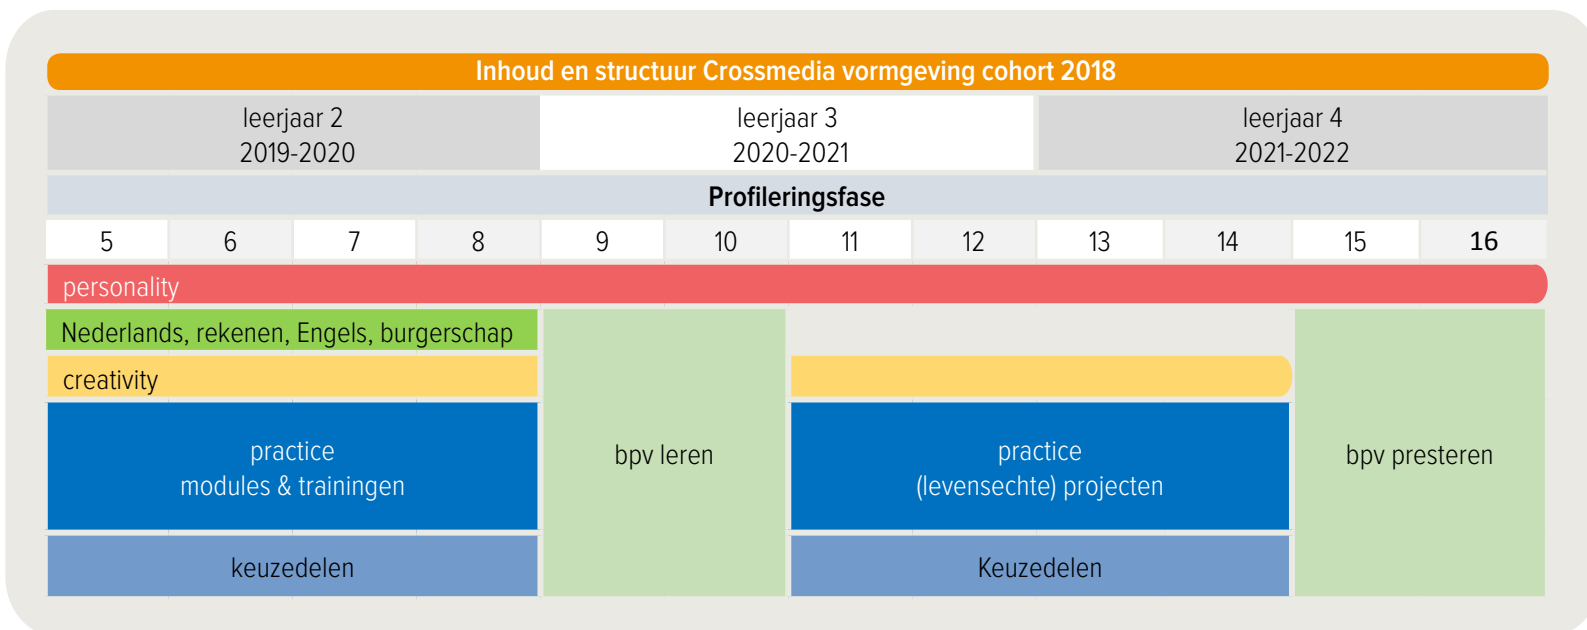 Inhoud en structuur Crossmedia vormgeving cohort 2018
leerjaar 2
2019-2020
leerjaar 3
2020-2021
leerjaar 4
2021-2022
Profileringsfase
5 6 7 8 9 10 11 12 13 14 15 16
personality
Nederlands, rekenen, Engels, burgerschap
creativity
practice
modules & trainingen
bpv leren
practice
(levensechte) projecten
bpv presteren
keuzedelen
Keuzedelen